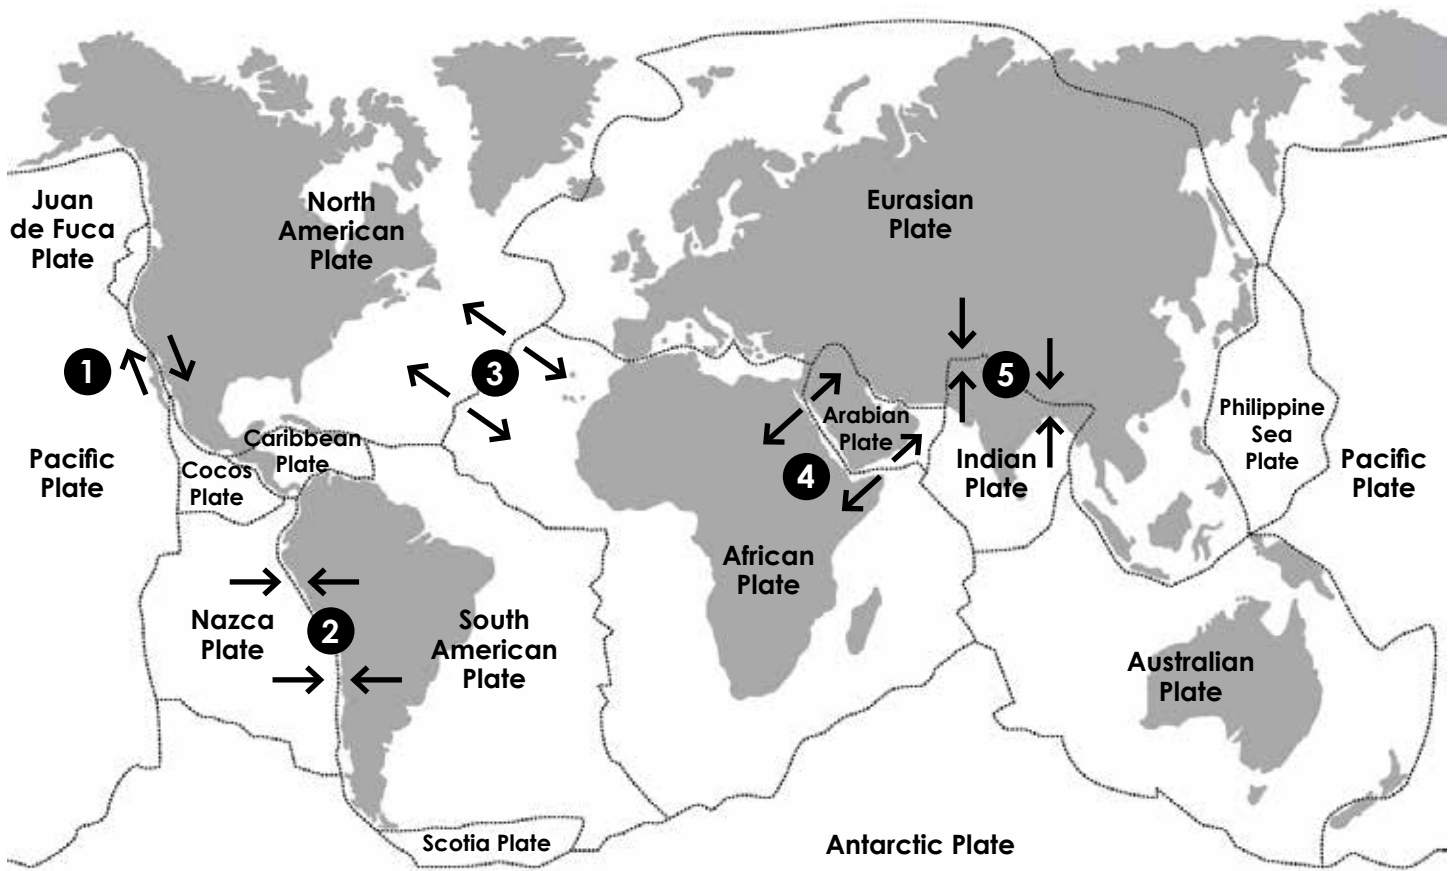 Juan
de Fuca
Plate
North
American
Plate
Eurasian
Plate
1
3
5
Pacific
Plate
Cocos
Plate
Caribbean
Plate
Arabian
Plate
4
Indian
Plate
Philippine
Sea
Plate
Pacific
Plate
African
Plate
Nazca
Plate
2
South
American
Plate
Australian
Plate
Scotia Plate
Antarctic Plate